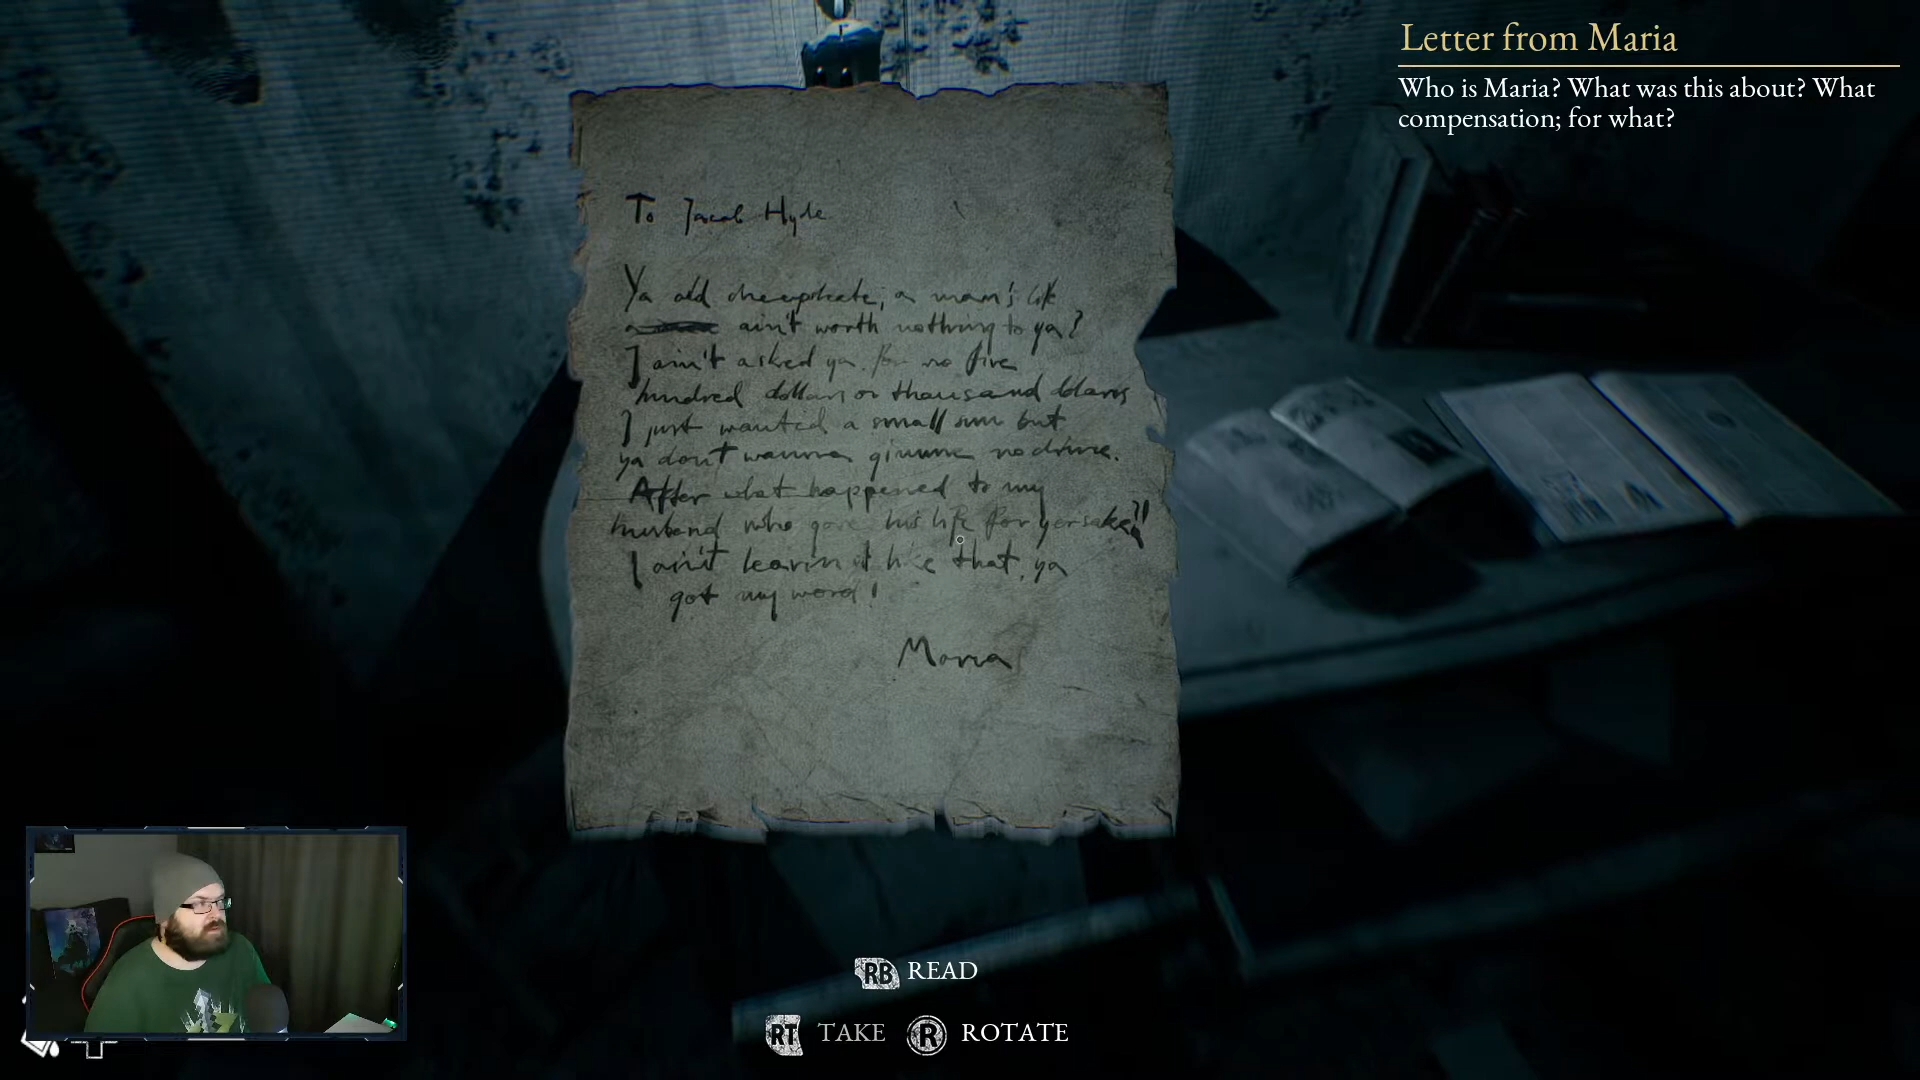 Letter from Maria
Who is Maria? What was this about? What
compensation; for what?
To Jacob Hyde
Ya old cheapskate; a man's life
ain't worth nothing to ya?
I ain't asked ya for no five
hundred dollars or thousand
I just wanted a small sum but
ya don't wanna gimme no dime.
After what happened to my
husband who gave his life for yer sake?!
I ain't leavin it like that, ya
got my word!
Maria
RB READ
RT TAKE R ROTATE